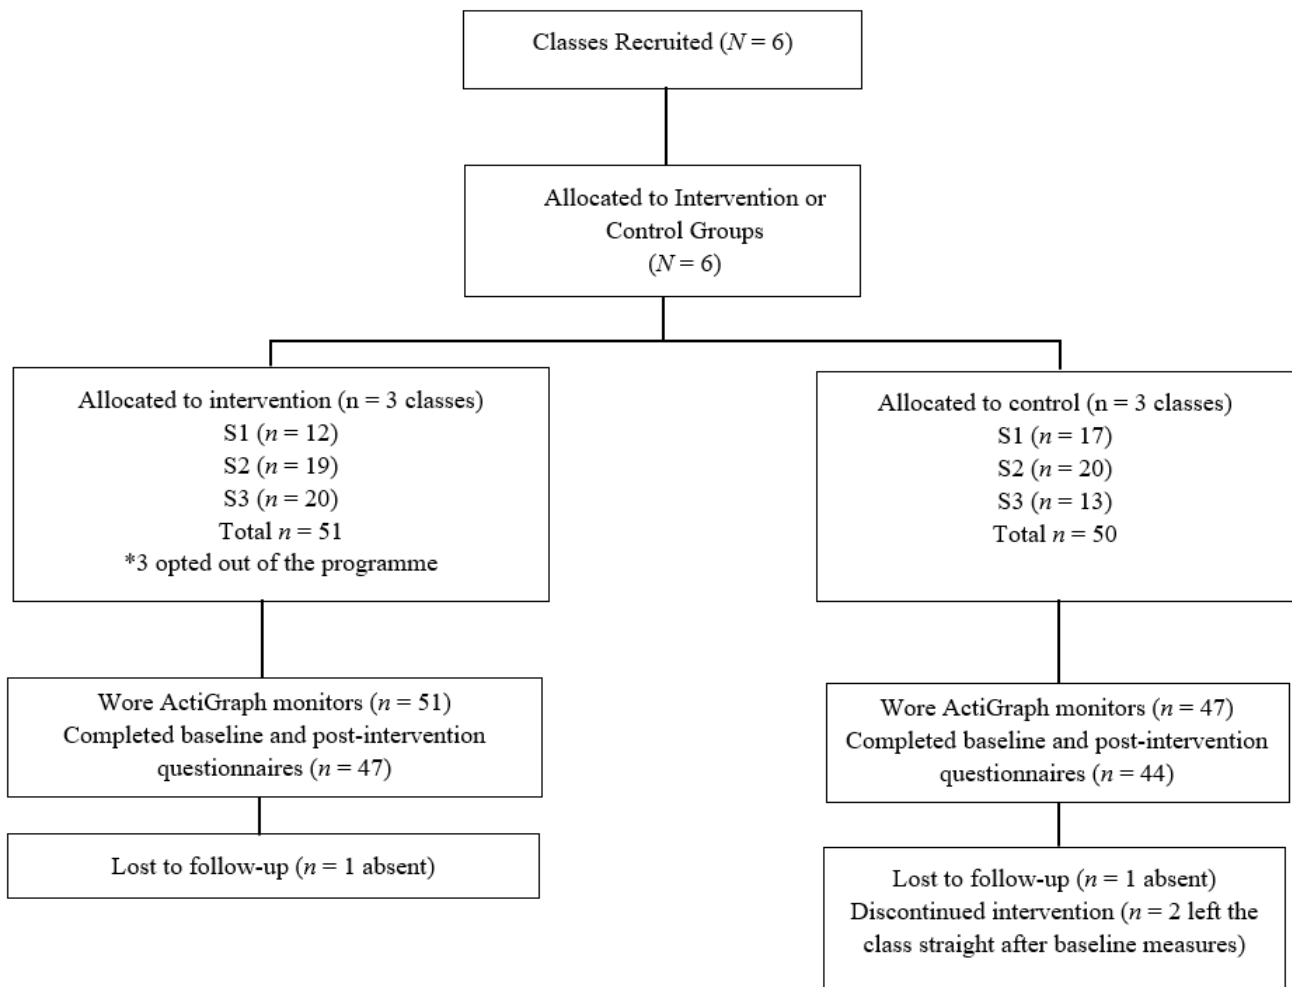 Classes Recruited (N = 6)
Allocated to Intervention or
Control Groups
(N = 6)
Allocated to intervention (n = 3 classes)
S1 (n = 12)
S2 (n = 19)
S3 (n = 20)
Total n = 51
*3 opted out of the programme
Allocated to control (n = 3 classes)
S1 (n = 17)
S2 (n = 20)
S3 (n = 13)
Total n = 50
Wore ActiGraph monitors (n = 51)
Completed baseline and post-intervention
questionnaires (n = 47)
Wore ActiGraph monitors (n = 47)
Completed baseline and post-intervention
questionnaires (n = 44)
Lost to follow-up (n = 1 absent)
Lost to follow-up (n = 1 absent)
Discontinued intervention (n = 2 left the
class straight after baseline measures)